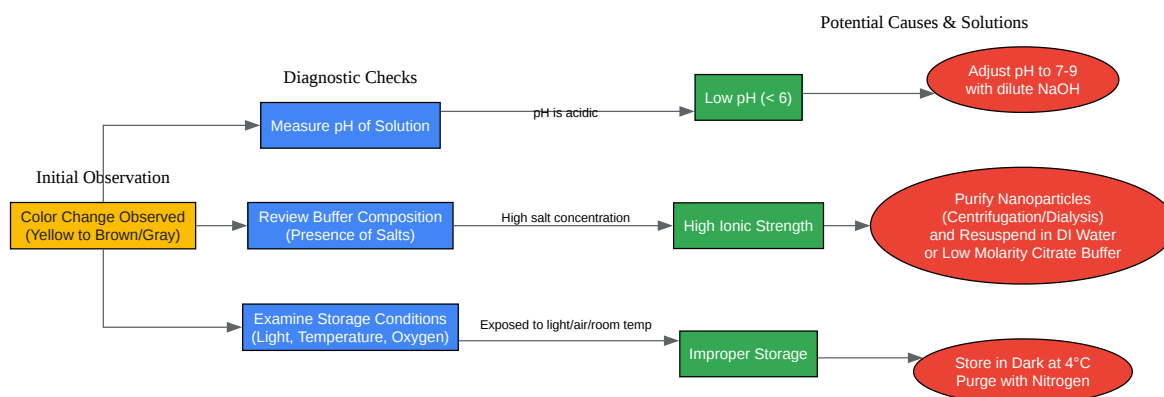 Potential Causes & Solutions
Diagnostic Checks
Initial Observation
Color Change Observed
(Yellow to Brown/Gray)
Measure pH of Solution
pH is acidic
Low pH (< 6)
Adjust pH to 7-9
with dilute NaOH
Review Buffer Composition
(Presence of Salts)
High salt concentration
High Ionic Strength
Purify Nanoparticles
(Centrifugation/Dialysis)
and Resuspend in DI Water
or Low Molarity Citrate Buffer
Examine Storage Conditions
(Light, Temperature, Oxygen)
Exposed to light/air/room temp
Improper Storage
Store in Dark at 4°C
Purge with Nitrogen